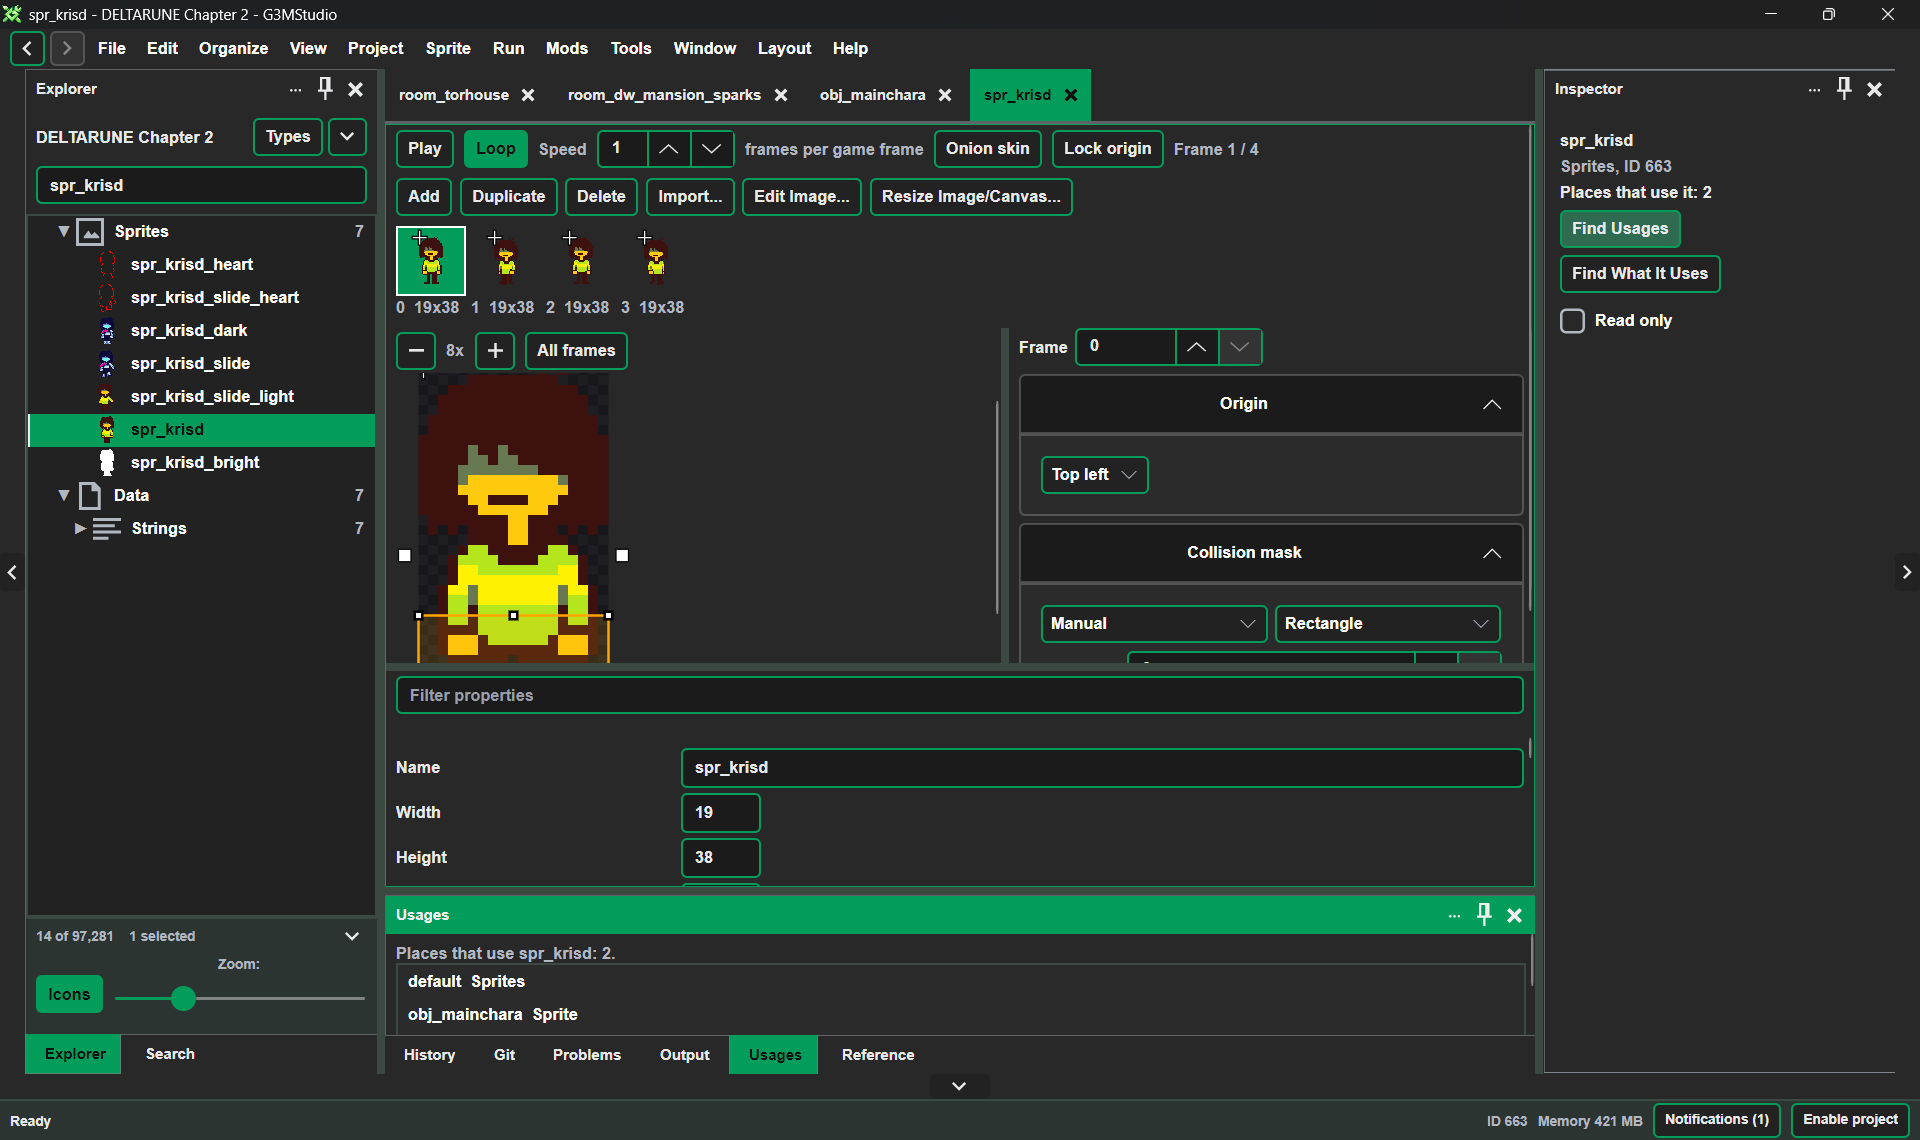 spr_krisd - DELTARUNE Chapter 2 - G3MStudio
File Edit Organize View Project Sprite Run Mods Tools Window Layout Help
Explorer
DELTARUNE Chapter 2 Types
spr_krisd
Sprites 7
spr_krisd_heart
spr_krisd_slide_heart
spr_krisd_dark
spr_krisd_slide
spr_krisd_slide_light
spr_krisd
spr_krisd_bright
Data 7
Strings 7
14 of 97,281 1 selected
Zoom:
Icons
Explorer Search
room_torhouse room_dw_mansion_sparks obj_mainchara spr_krisd
Play Loop Speed 1 frames per game frame Onion skin Lock origin Frame 1 / 4
Add Duplicate Delete Import... Edit Image... Resize Image/Canvas...
0 19x38 1 19x38 2 19x38 3 19x38
8x All frames
Frame 0
Origin
Top left
Collision mask
Manual Rectangle
Filter properties
Name spr_krisd
Width 19
Height 38
Usages
Places that use spr_krisd: 2.
default Sprites
obj_mainchara Sprite
History Git Problems Output Usages Reference
Inspector
spr_krisd
Sprites, ID 663
Places that use it: 2
Find Usages
Find What It Uses
Read only
Ready
ID 663 Memory 421 MB Notifications (1) Enable project